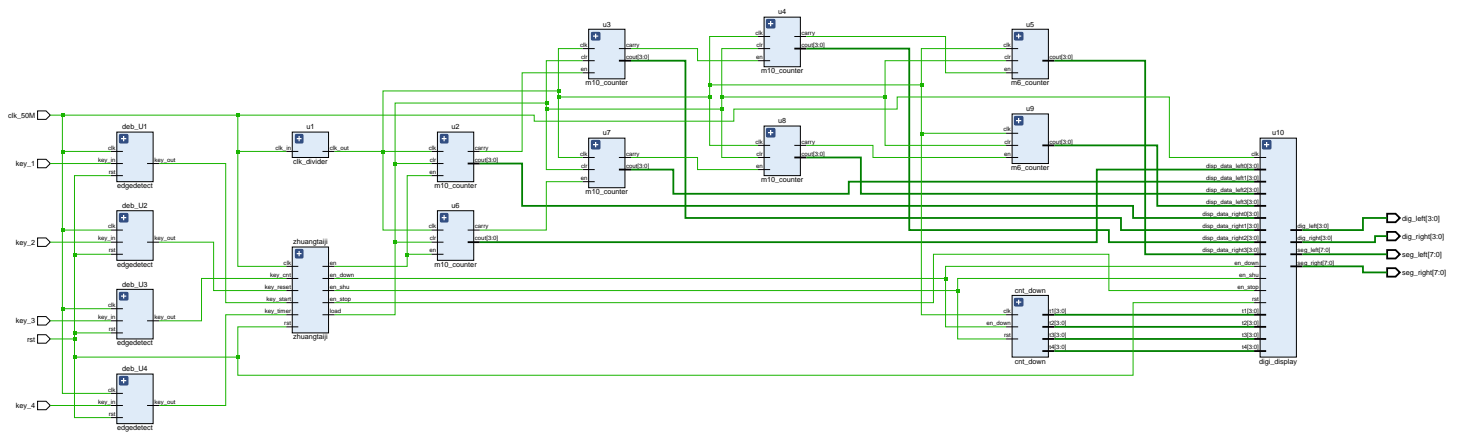 clk_50M
key_1
key_2
key_3
rst
key_4
deb_U1
clk
key_in
rst
key_out
edgedetect
deb_U2
clk
key_in
rst
key_out
edgedetect
deb_U3
clk
key_in
rst
key_out
edgedetect
deb_U4
clk
key_in
rst
key_out
edgedetect
u1
clk_in
clk_out
clk_divider
zhuangtaiji
clk
key_cnt
key_reset
key_start
key_timer
rst
en
en_down
en_shu
en_stop
load
zhuangtaiji
u2
clk
clr
en
carry
cout[3:0]
m10_counter
u6
clk
clr
en
carry
cout[3:0]
m10_counter
u3
clk
clr
en
carry
cout[3:0]
m10_counter
u7
clk
clr
en
carry
cout[3:0]
m10_counter
u4
clk
clr
en
carry
cout[3:0]
m10_counter
u8
clk
clr
en
carry
cout[3:0]
m10_counter
u5
clk
clr
en
cout[3:0]
m6_counter
u9
clk
clr
en
cout[3:0]
m6_counter
cnt_down
clk
en_down
rst
t1[3:0]
t2[3:0]
t3[3:0]
t4[3:0]
cnt_down
u10
clk
disp_data_left0[3:0]
disp_data_left1[3:0]
disp_data_left2[3:0]
disp_data_left3[3:0]
disp_data_right0[3:0]
disp_data_right1[3:0]
disp_data_right2[3:0]
disp_data_right3[3:0]
en_down
en_shu
en_stop
rst
t1[3:0]
t2[3:0]
t3[3:0]
t4[3:0]
dig_left[3:0]
dig_right[3:0]
seg_left[7:0]
seg_right[7:0]
digi_display
dig_left[3:0]
dig_right[3:0]
seg_left[7:0]
seg_right[7:0]